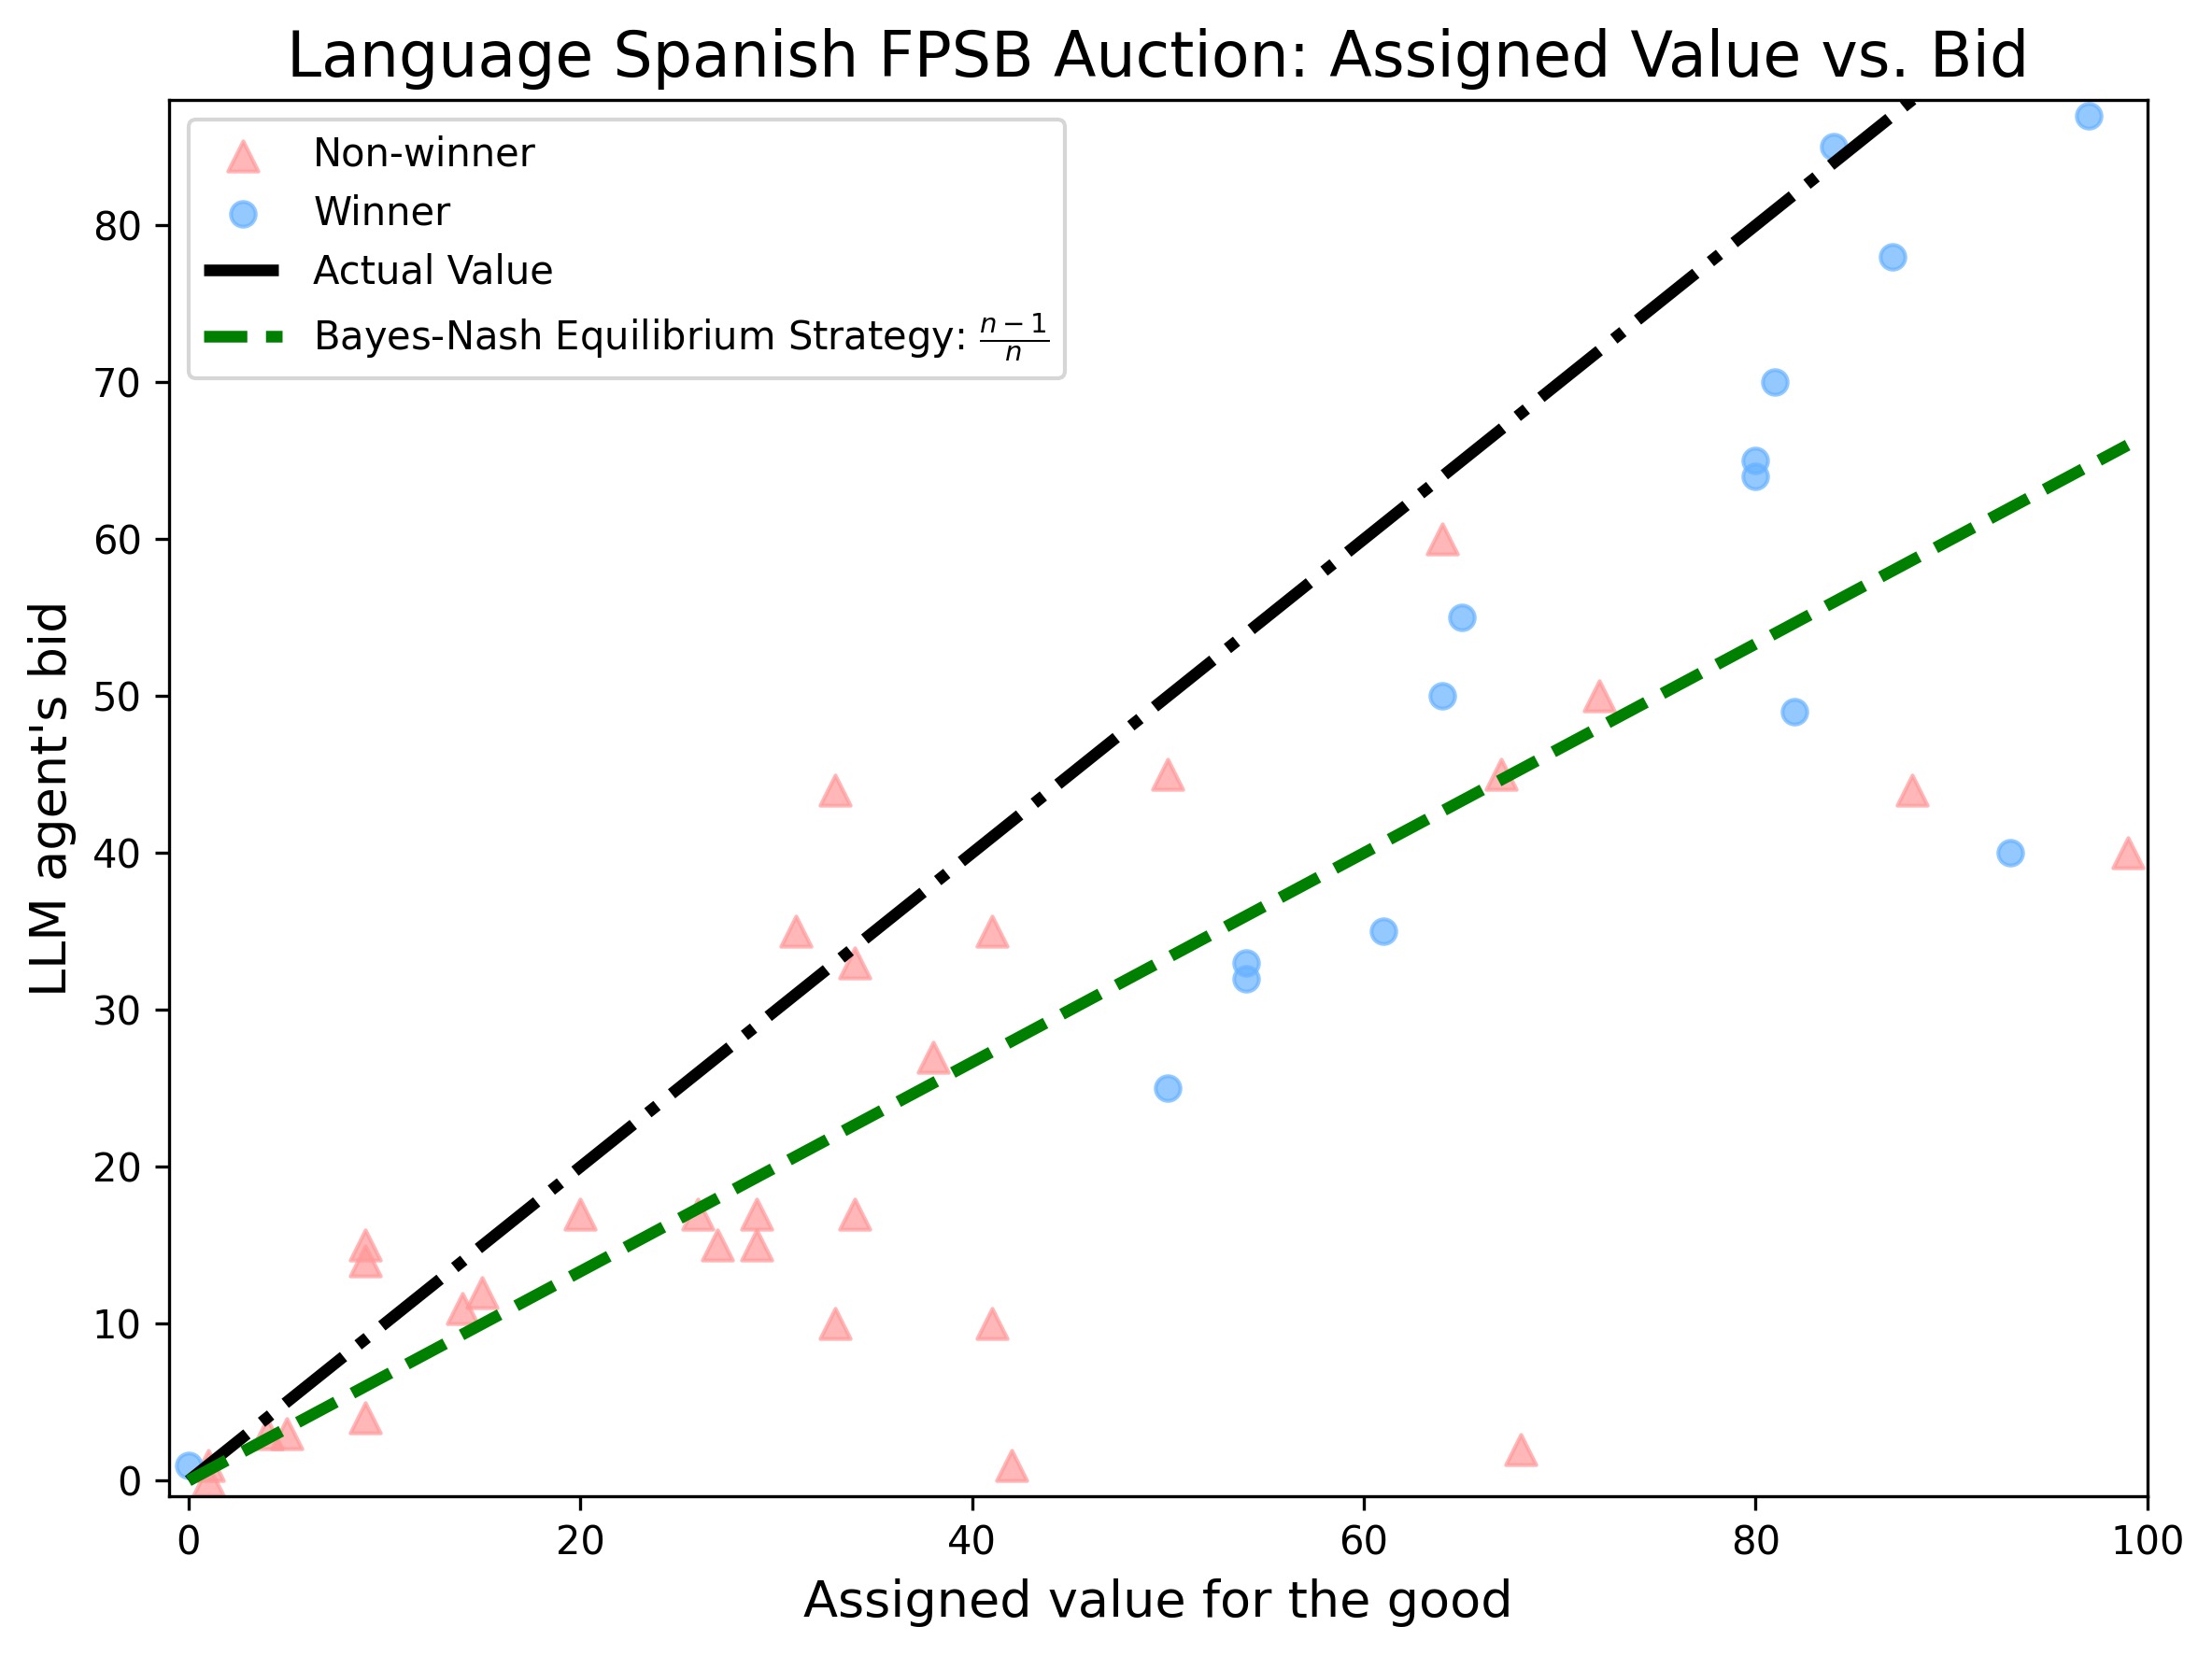 Language Spanish FPSB Auction: Assigned Value vs. Bid
Non-winner
Winner
Actual Value
Bayes-Nash Equilibrium Strategy: \frac{n-1}{n}
LLM agent's bid
80
70
60
50
40
30
20
10
0
0 20 40 60 80 100
Assigned value for the good